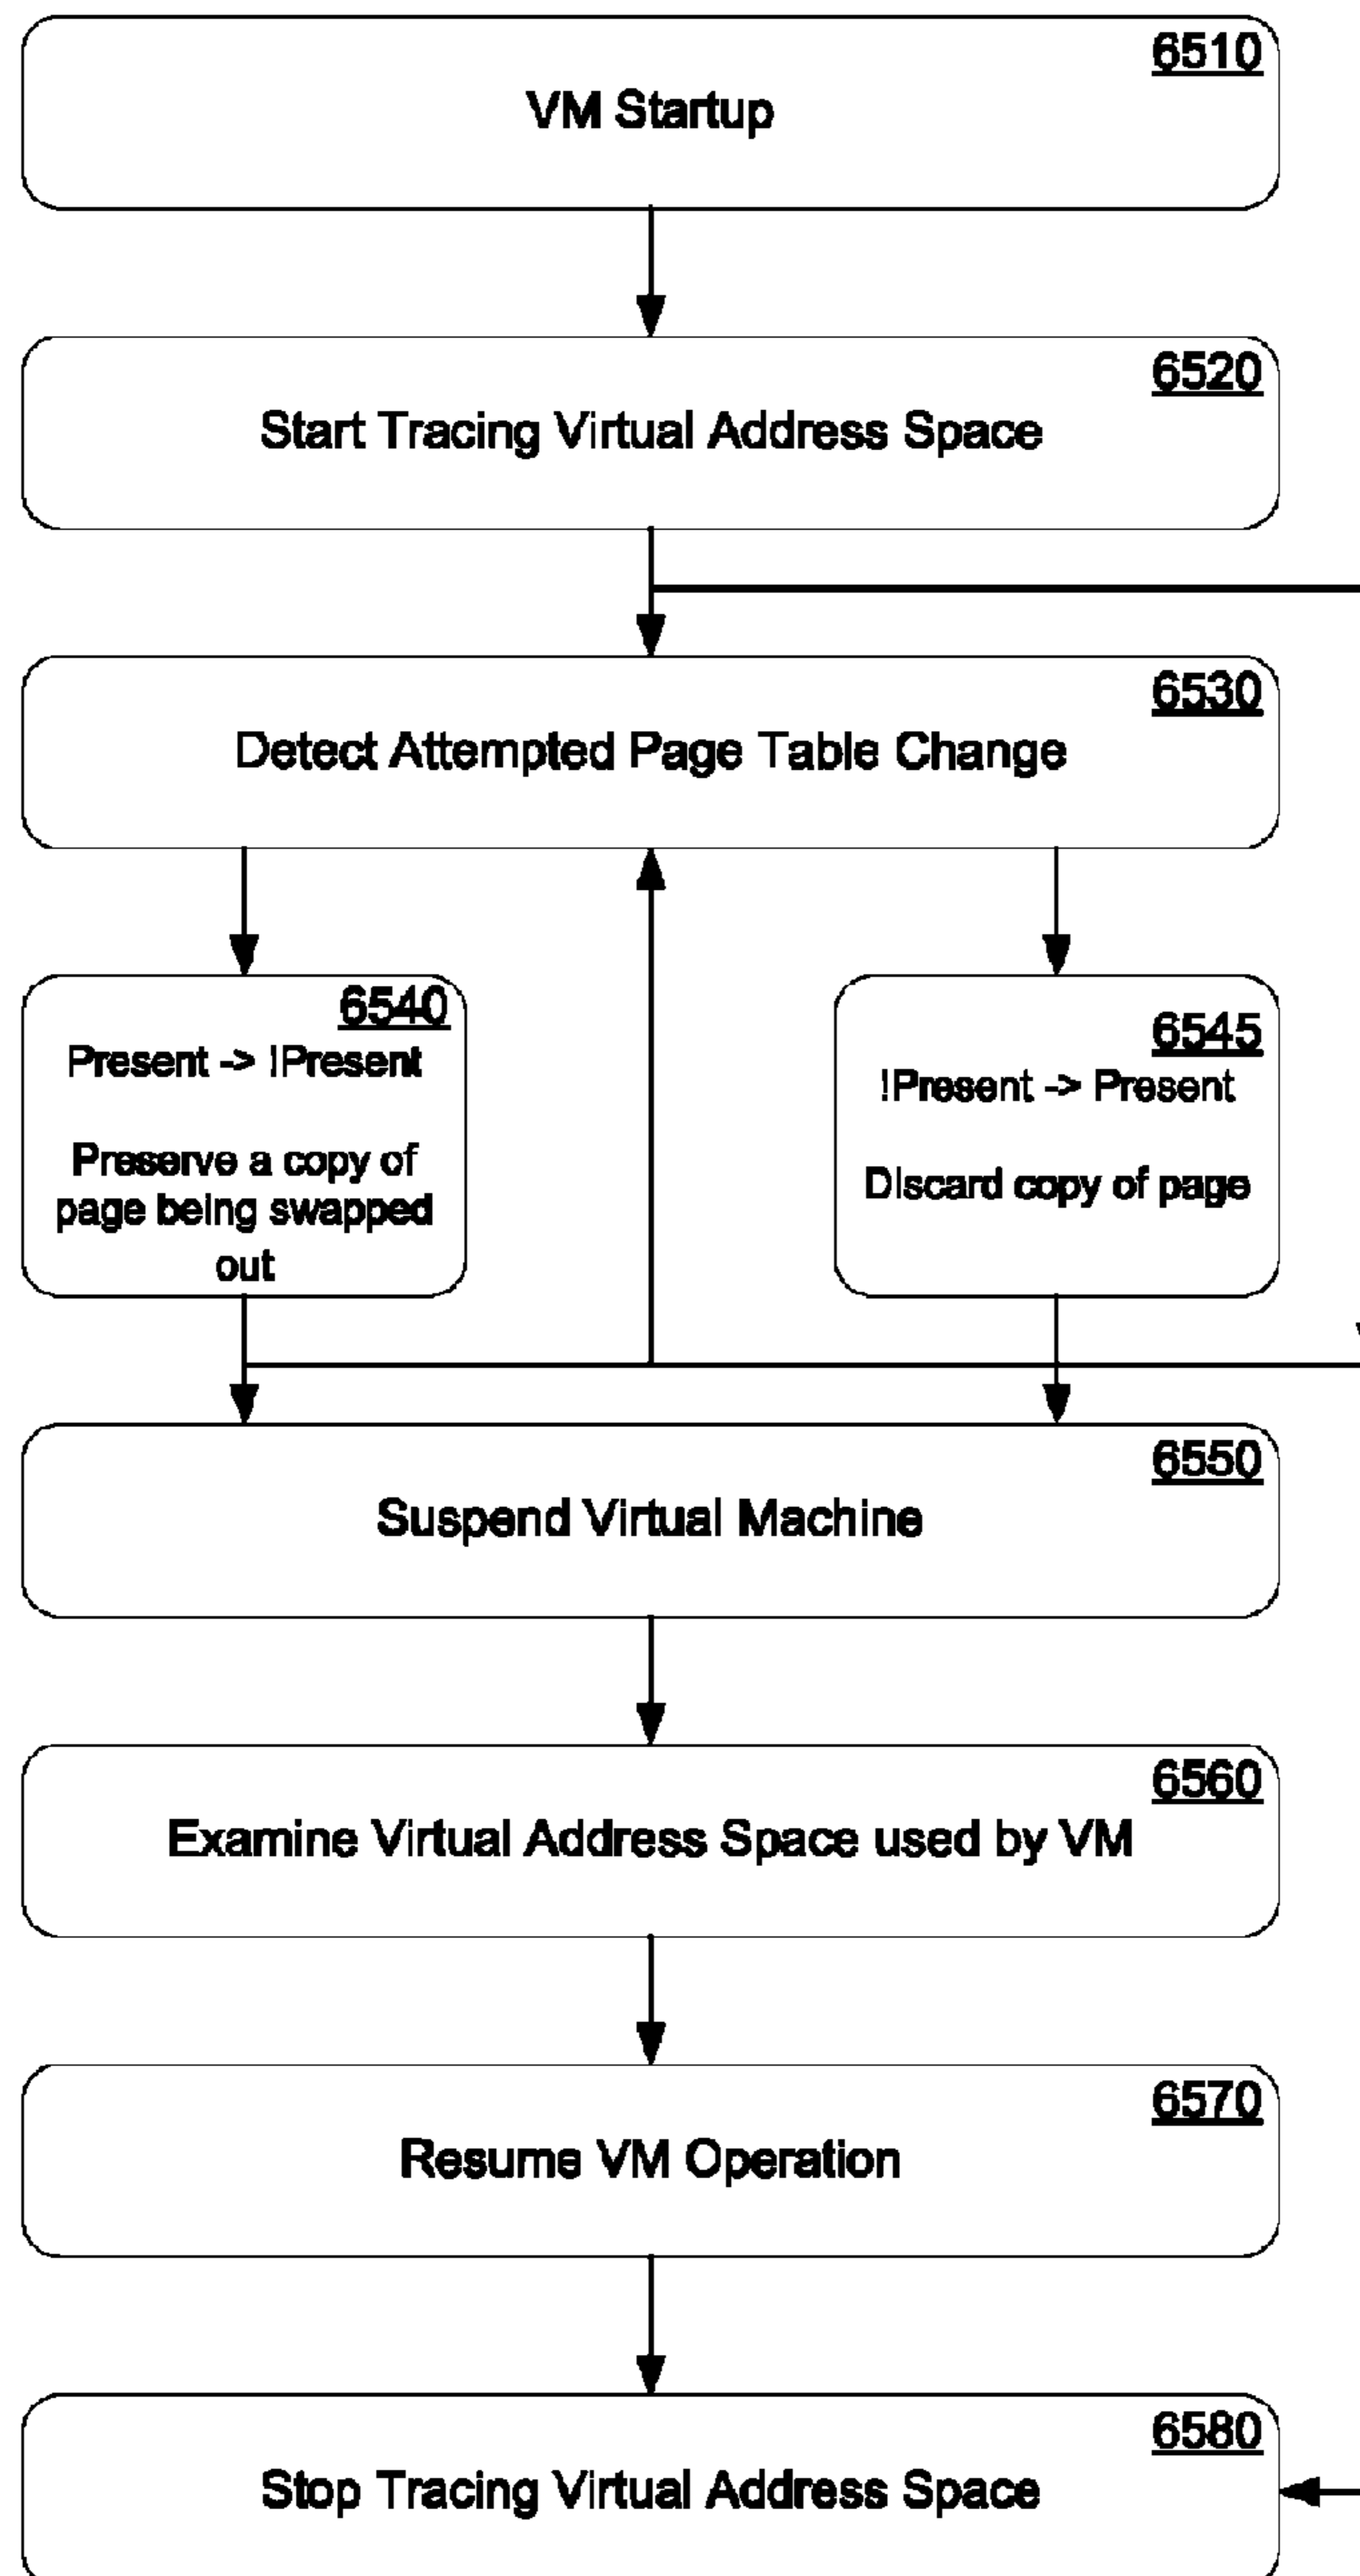 6510
VM Startup
6520
Start Tracing Virtual Address Space
6530
Detect Attempted Page Table Change
6540
Present -> !Present
Preserve a copy of
page being swapped
out
6545
!Present -> Present
Discard copy of page
6550
Suspend Virtual Machine
6560
Examine Virtual Address Space used by VM
6570
Resume VM Operation
6580
Stop Tracing Virtual Address Space